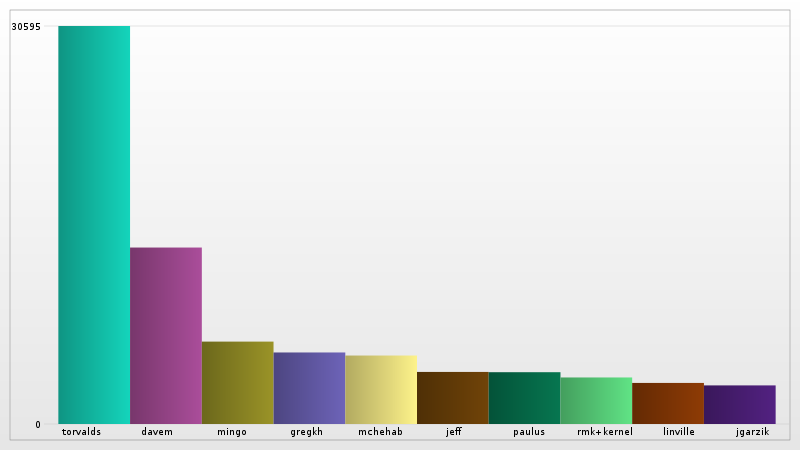 30595
0
torvalds davem mingo gregkh mchehab jeff paulus rmk+kernel linville jgarzik